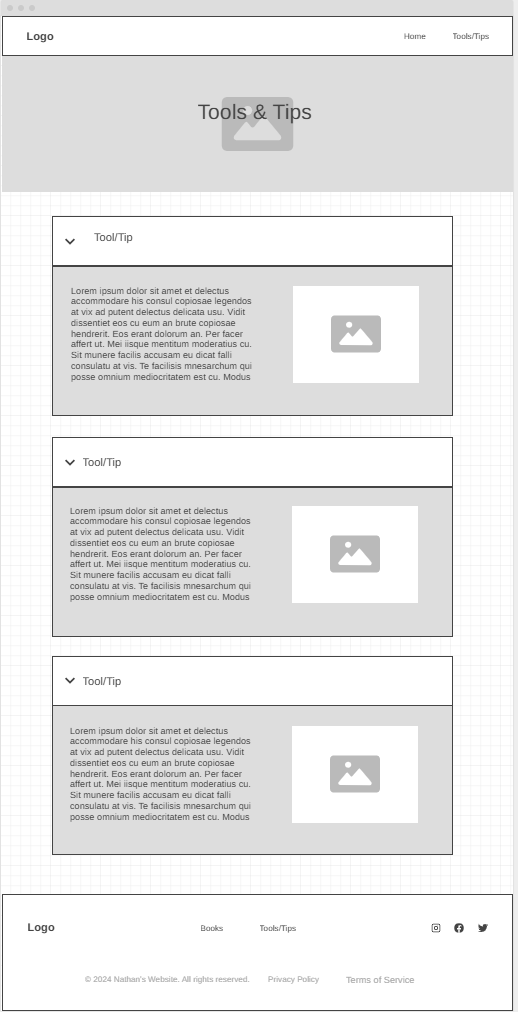 Logo
Home Tools/Tips
Tools & Tips
Tool/Tip
Lorem ipsum dolor sit amet et delectus
accommodare his consul copiosae legendos
at vix ad putent delectus delicata usu. Vidit
dissentiet eos cu eum an brute copiosae
hendrerit. Eos erant dolorum an. Per facer
affert ut. Mei iisque mentitum moderatius cu.
Sit munere facilis accusam eu dicat falli
consulatu at vis. Te facilisis mnesarchum qui
posse omnium mediocritatem est cu. Modus
Tool/Tip
Lorem ipsum dolor sit amet et delectus
accommodare his consul copiosae legendos
at vix ad putent delectus delicata usu. Vidit
dissentiet eos cu eum an brute copiosae
hendrerit. Eos erant dolorum an. Per facer
affert ut. Mei iisque mentitum moderatius cu.
Sit munere facilis accusam eu dicat falli
consulatu at vis. Te facilisis mnesarchum qui
posse omnium mediocritatem est cu. Modus
Tool/Tip
Lorem ipsum dolor sit amet et delectus
accommodare his consul copiosae legendos
at vix ad putent delectus delicata usu. Vidit
dissentiet eos cu eum an brute copiosae
hendrerit. Eos erant dolorum an. Per facer
affert ut. Mei iisque mentitum moderatius cu.
Sit munere facilis accusam eu dicat falli
consulatu at vis. Te facilisis mnesarchum qui
posse omnium mediocritatem est cu. Modus
Logo
Books Tools/Tips
© 2024 Nathan's Website. All rights reserved. Privacy Policy Terms of Service